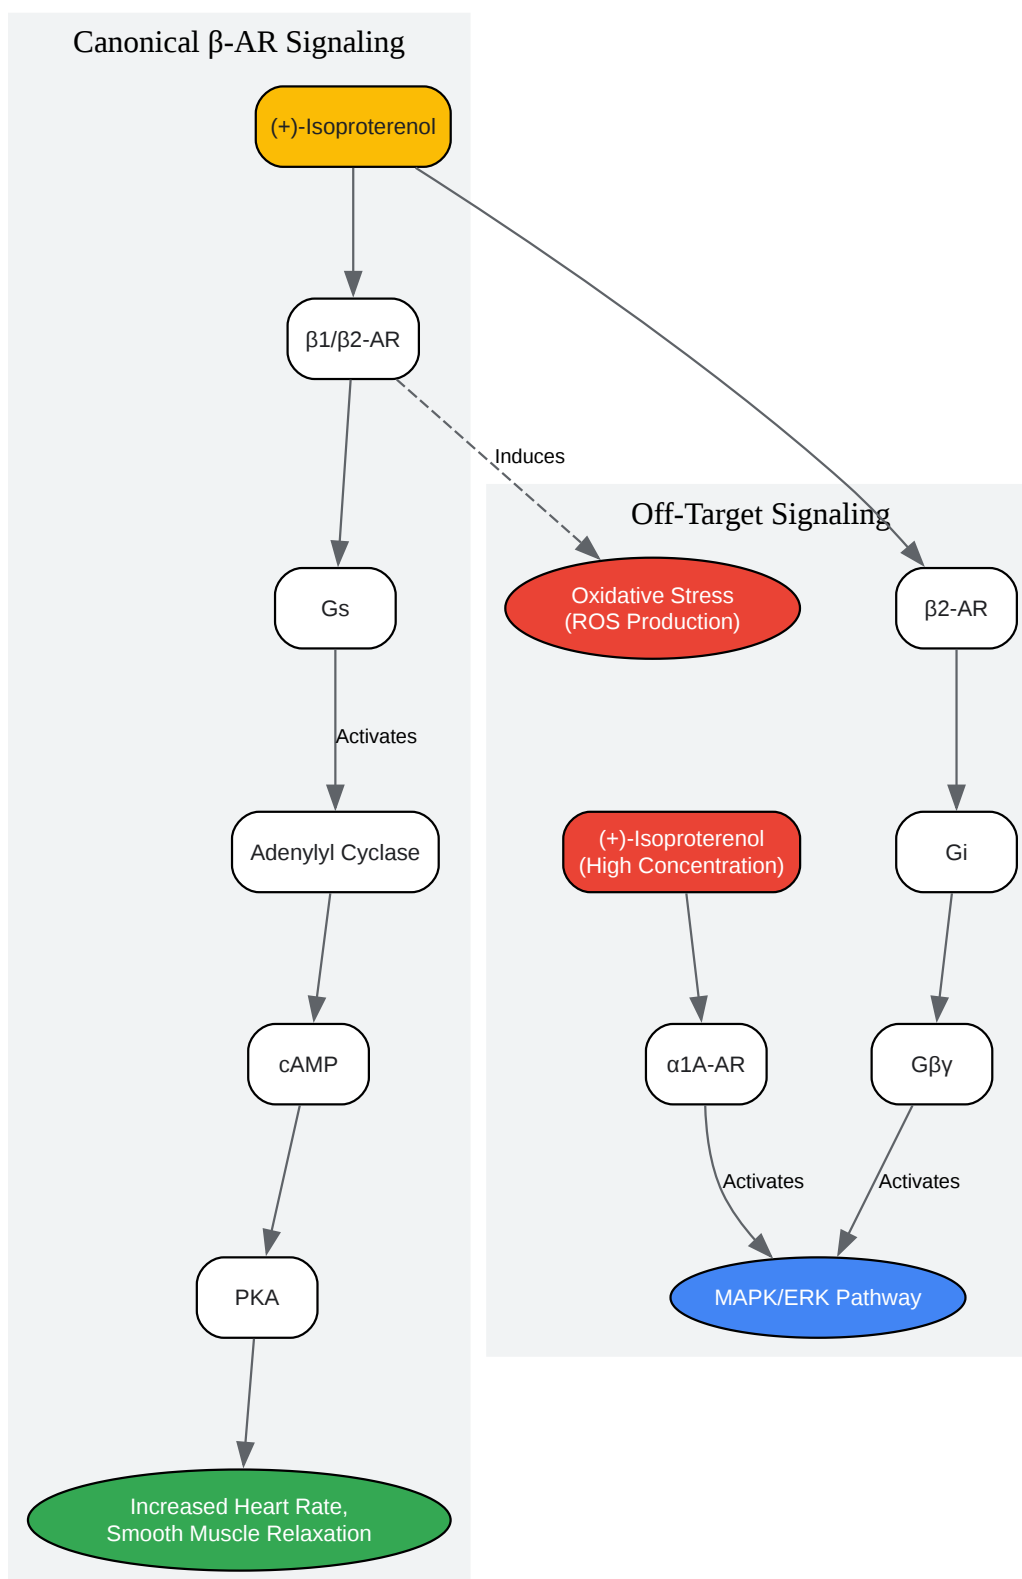 Canonical β-AR Signaling
(+)-Isoproterenol
β1/β2-AR
Induces
Off-Target Signaling
Oxidative Stress
(ROS Production)
β2-AR
Gs
Activates
Adenylyl Cyclase
(+)-Isoproterenol
(High Concentration)
Gi
cAMP
α1A-AR
Gβγ
Activates
Activates
PKA
MAPK/ERK Pathway
Increased Heart Rate,
Smooth Muscle Relaxation